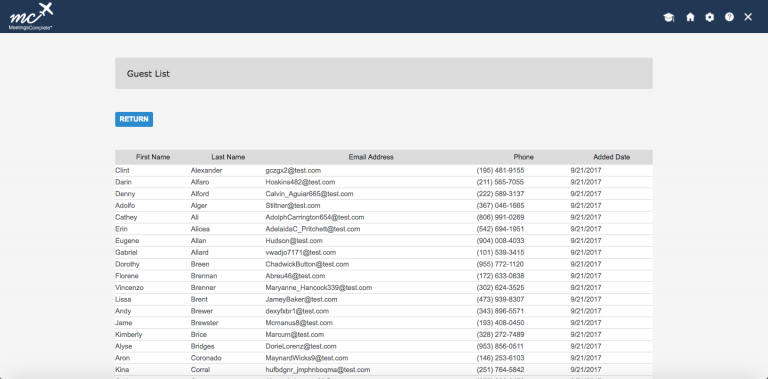 mc
MeetingsComplete
Guest List
RETURN
First Name Last Name Email Address Phone Added Date
Clint Alexander gczgx2@test.com (195) 481-9155 9/21/2017
Darin Alfaro Hoskins482@test.com (211) 565-7055 9/21/2017
Denny Alford Calvin_Aguiar665@test.com (222) 589-3137 9/21/2017
Adolfo Alger Stiltner@test.com (367) 046-1665 9/21/2017
Cathey Ali AdolphCarrington654@test.com (806) 991-0269 9/21/2017
Erin Alicea AdelaidaC_Pritchett@test.com (542) 694-1951 9/21/2017
Eugene Allan Hudson@test.com (904) 008-4033 9/21/2017
Gabriel Allard vwadjo7171@test.com (101) 539-3415 9/21/2017
Dorothy Breen ChadwickButton@test.com (955) 772-1120 9/21/2017
Florene Brennan Abreu46@test.com (172) 633-0838 9/21/2017
Vincenzo Brenner Maryanne_Hancock339@test.com (302) 624-3525 9/21/2017
Lissa Brent JameyBaker@test.com (473) 939-8307 9/21/2017
Andy Brewer dexyfxbr1@test.com (343) 896-5571 9/21/2017
Jame Brewster Mcmanus8@test.com (193) 408-0450 9/21/2017
Kimberly Brice Marcum@test.com (328) 272-7489 9/21/2017
Alyse Bridges DorieLorenz@test.com (953) 856-0511 9/21/2017
Aron Coronado MaynardWicks9@test.com (146) 253-6103 9/21/2017
Kina Corral hufbdgnr_jmphnboqma@test.com (251) 764-5842 9/21/2017